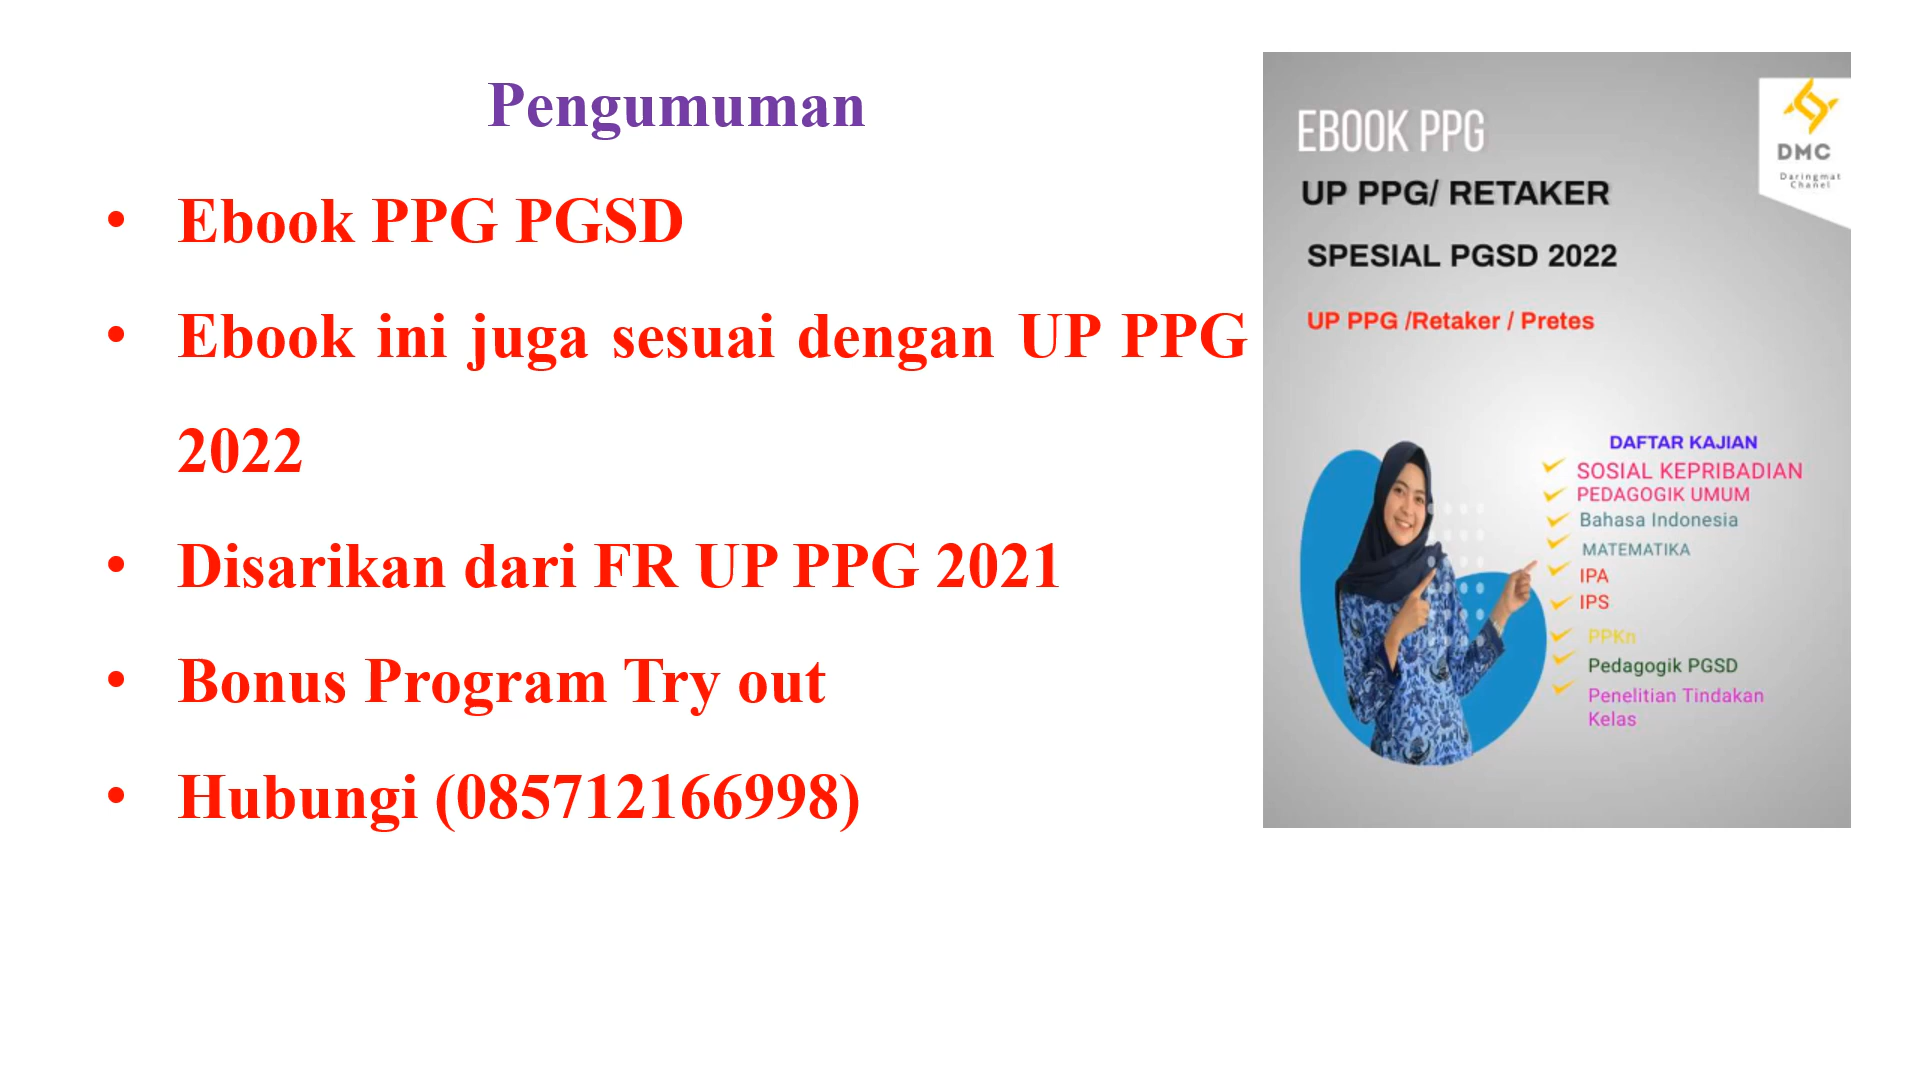 Pengumuman
• Ebook PPG PGSD
• Ebook ini juga sesuai dengan UP PPG
2022
• Disarikan dari FR UP PPG 2021
• Bonus Program Try out
• Hubungi (085712166998)
EBOOK PPG
UP PPG/ RETAKER
SPESIAL PGSD 2022
UP PPG /Retaker / Pretes
DMC
Daringmat
Chanel
DAFTAR KAJIAN
SOSIAL KEPRIBADIAN
PEDAGOGIK UMUM
Bahasa Indonesia
MATEMATIKA
IPA
IPS
PPKn
Pedagogik PGSD
Penelitian Tindakan
Kelas